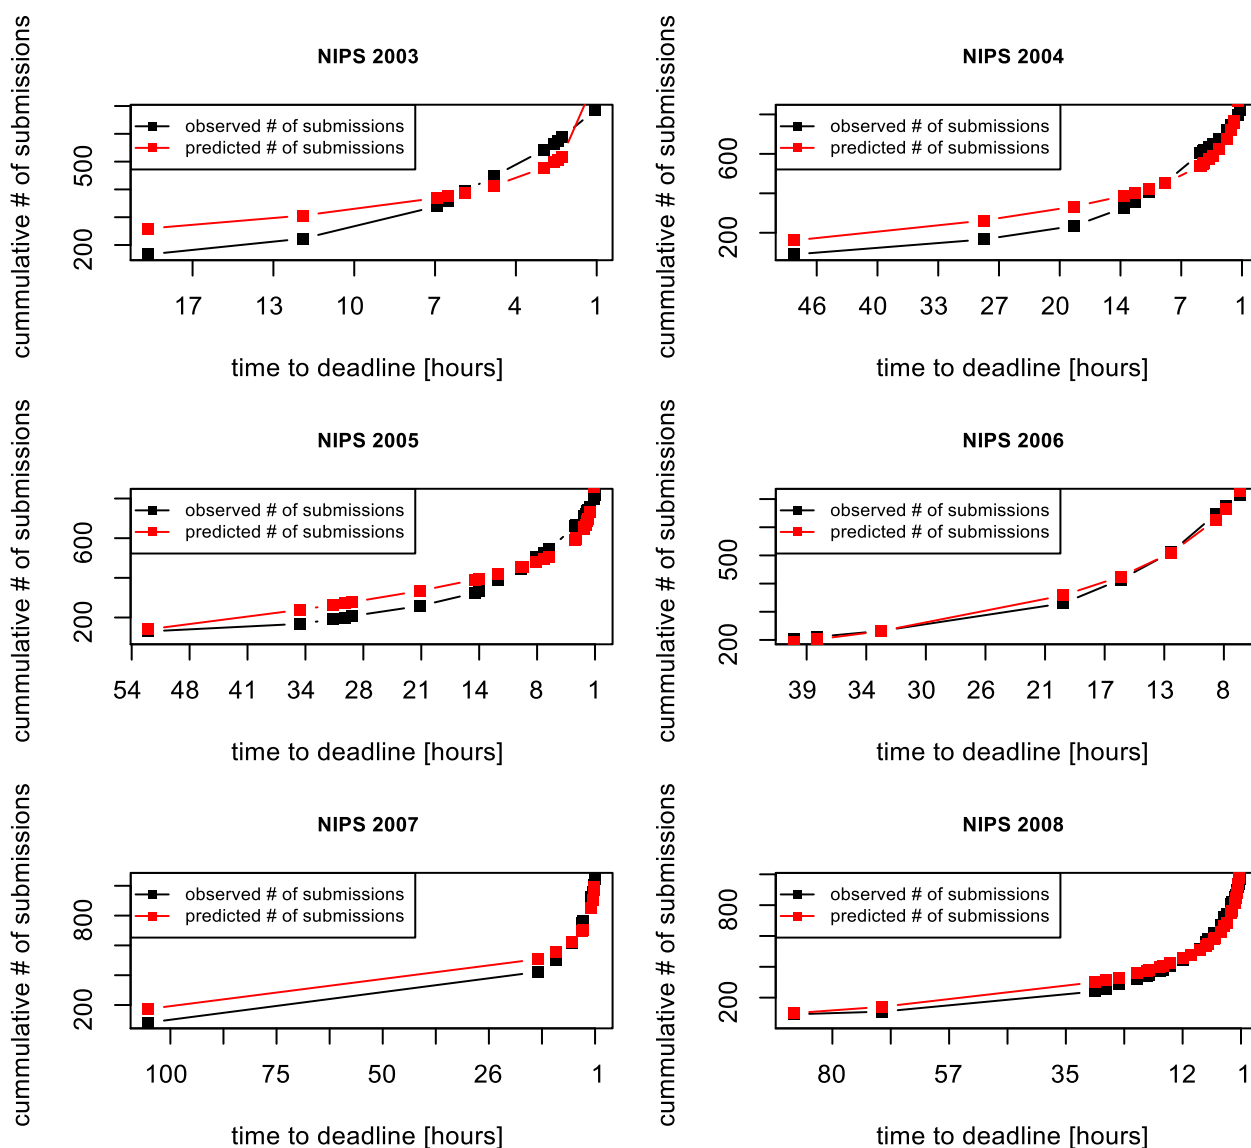 NIPS 2003
cummulative # of submissions
500
200
observed # of submissions
predicted # of submissions
17 13 10 7 4 1
time to deadline [hours]
NIPS 2004
cummulative # of submissions
600
200
observed # of submissions
predicted # of submissions
46 40 33 27 20 14 7 1
time to deadline [hours]
NIPS 2005
cummulative # of submissions
600
200
observed # of submissions
predicted # of submissions
54 48 41 34 28 21 14 8 1
time to deadline [hours]
NIPS 2006
cummulative # of submissions
500
200
observed # of submissions
predicted # of submissions
39 34 30 26 21 17 13 8
time to deadline [hours]
NIPS 2007
cummulative # of submissions
800
200
observed # of submissions
predicted # of submissions
100 75 50 26 1
time to deadline [hours]
NIPS 2008
cummulative # of submissions
800
200
observed # of submissions
predicted # of submissions
80 57 35 12 1
time to deadline [hours]